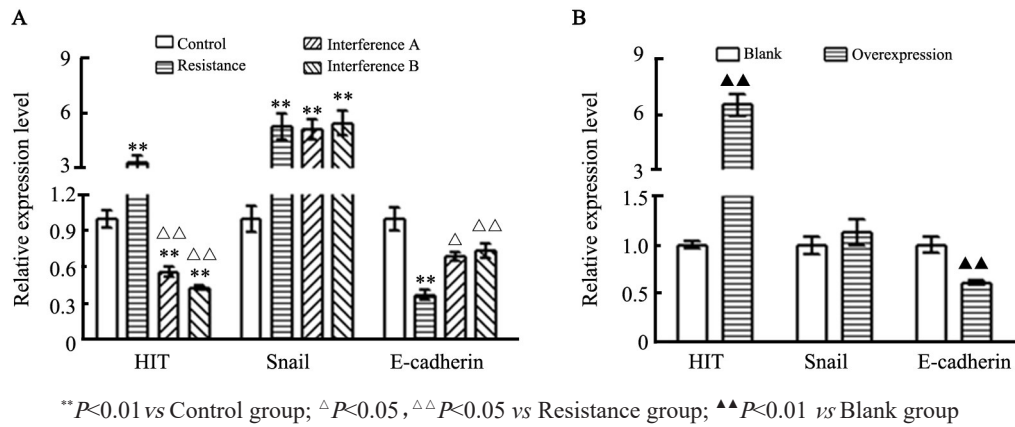 A
B
Control
Interference A
Resistance
Interference B
Blank
Overexpression
Relative expression level
9
6
3
1.2
0.9
0.6
0.3
0
**
△△
**
△△
**
**
**
**
**
△
△△
HIT
Snail
E-cadherin
Relative expression level
9
6
3
1.5
1.0
0.5
0
▲▲
▲▲
HIT
Snail
E-cadherin
**P<0.01 vs Control group; △P<0.05, △△P<0.05 vs Resistance group; ▲▲P<0.01 vs Blank group